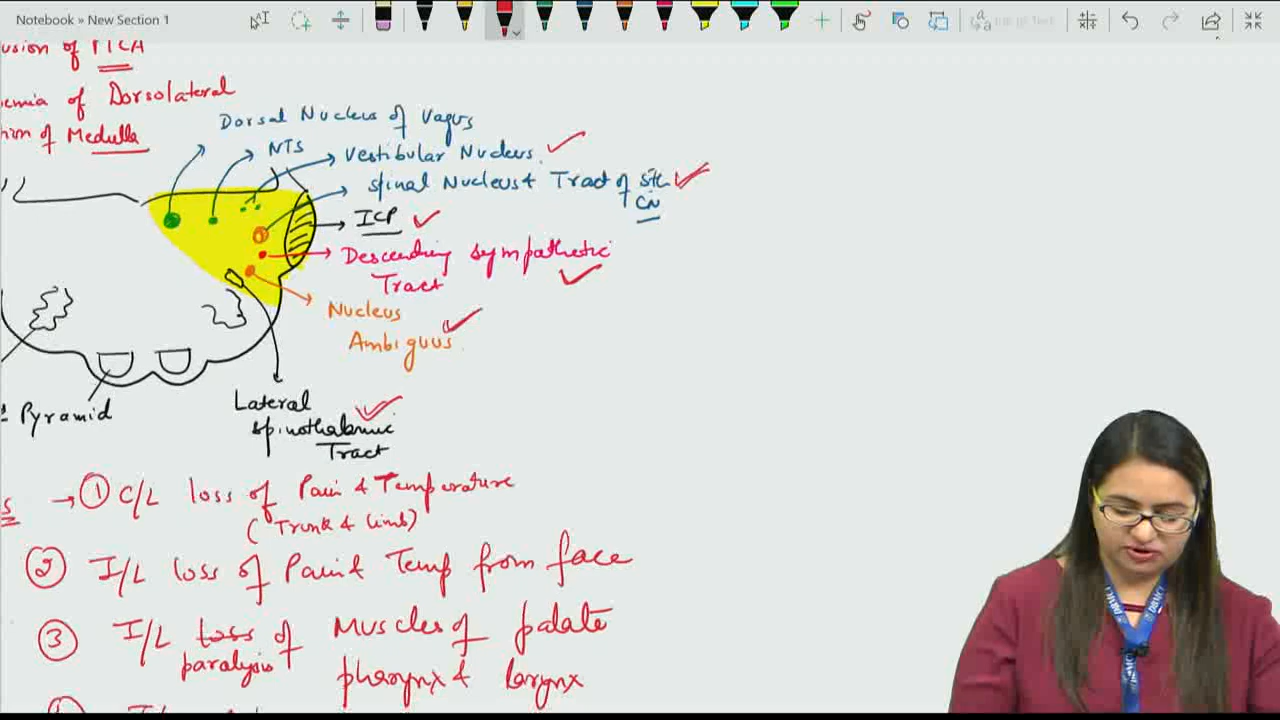 Notebook » New Section 1
usion of PICA
emia of Dorsolateral
tion of Medulla
Dorsal Nucleus of Vagus
NTS
Vestibular Nucleus
Spinal Nucleus & Tract of 5th
CN
ICP
Descending Sympathetic
Tract
Nucleus
Ambiguus
Pyramid
Lateral
Spinothalamic
Tract
s → ① C/L loss of Pain & Temperature
(Trunk & limb)
② I/L loss of Pain & Temp from face
③ I/L loss of Muscles of palate
paralysis pharynx & larynx